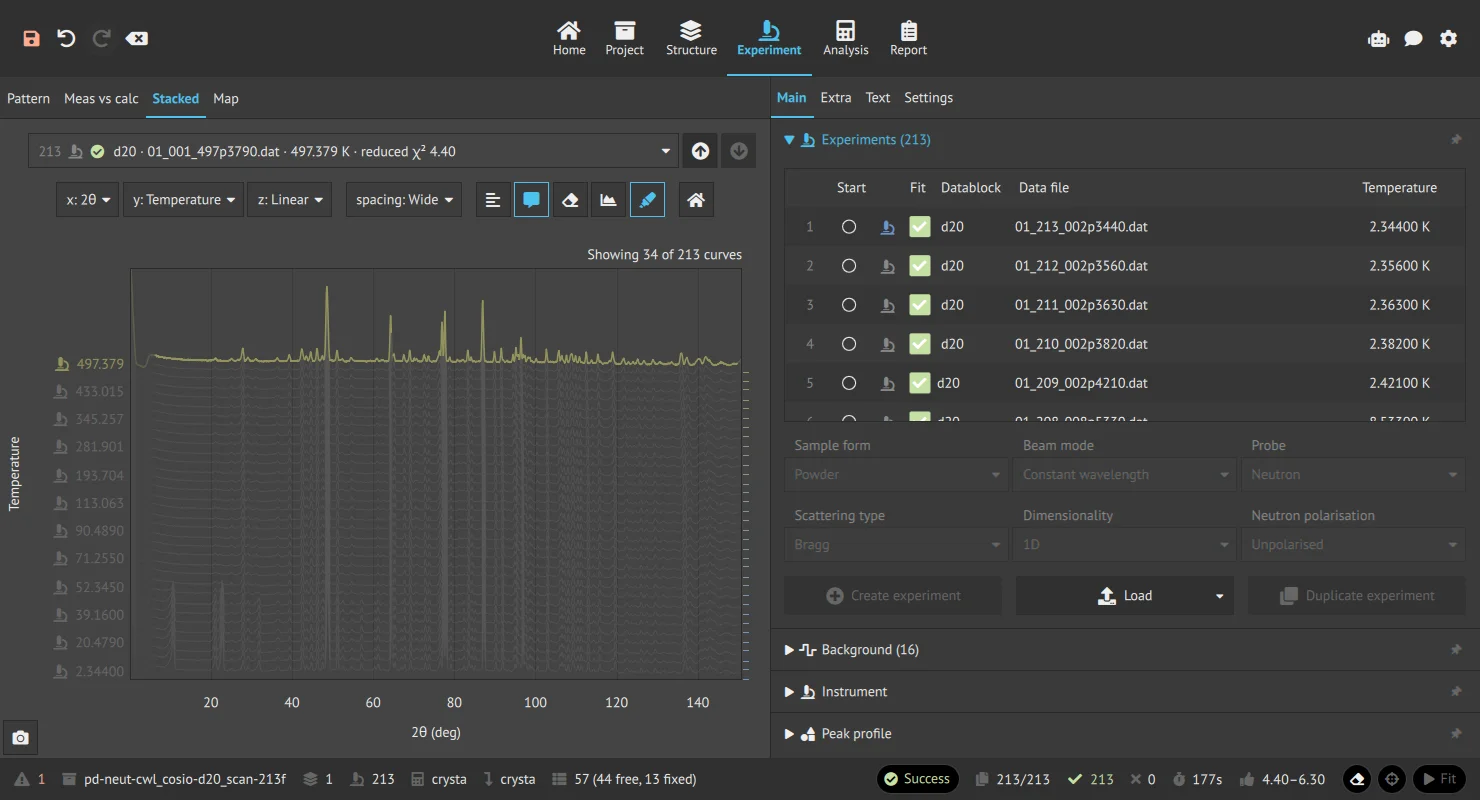 Home
Project
Structure
Experiment
Analysis
Report
Pattern
Meas vs calc
Stacked
Map
213 d20 · 01_001_497p3790.dat · 497.379 K · reduced χ² 4.40
x: 2θ
y: Temperature
z: Linear
spacing: Wide
Showing 34 of 213 curves
497.379
433.015
345.257
281.901
193.704
113.063
90.4890
71.2550
52.3450
39.1600
20.4790
2.34400
Temperature
20 40 60 80 100 120 140
2θ (deg)
Main
Extra
Text
Settings
Experiments (213)
Start Fit Datablock Data file Temperature
1 d20 01_213_002p3440.dat 2.34400 K
2 d20 01_212_002p3560.dat 2.35600 K
3 d20 01_211_002p3630.dat 2.36300 K
4 d20 01_210_002p3820.dat 2.38200 K
5 d20 01_209_002p4210.dat 2.42100 K
Sample form Beam mode Probe
Powder Constant wavelength Neutron
Scattering type Dimensionality Neutron polarisation
Bragg 1D Unpolarised
Create experiment
Load
Duplicate experiment
Background (16)
Instrument
Peak profile
1 pd-neut-cwl_cosio-d20_scan-213f 1 213 crysta crysta 57 (44 free, 13 fixed)
Success 213/213 213 0 177s 4.40–6.30 Fit